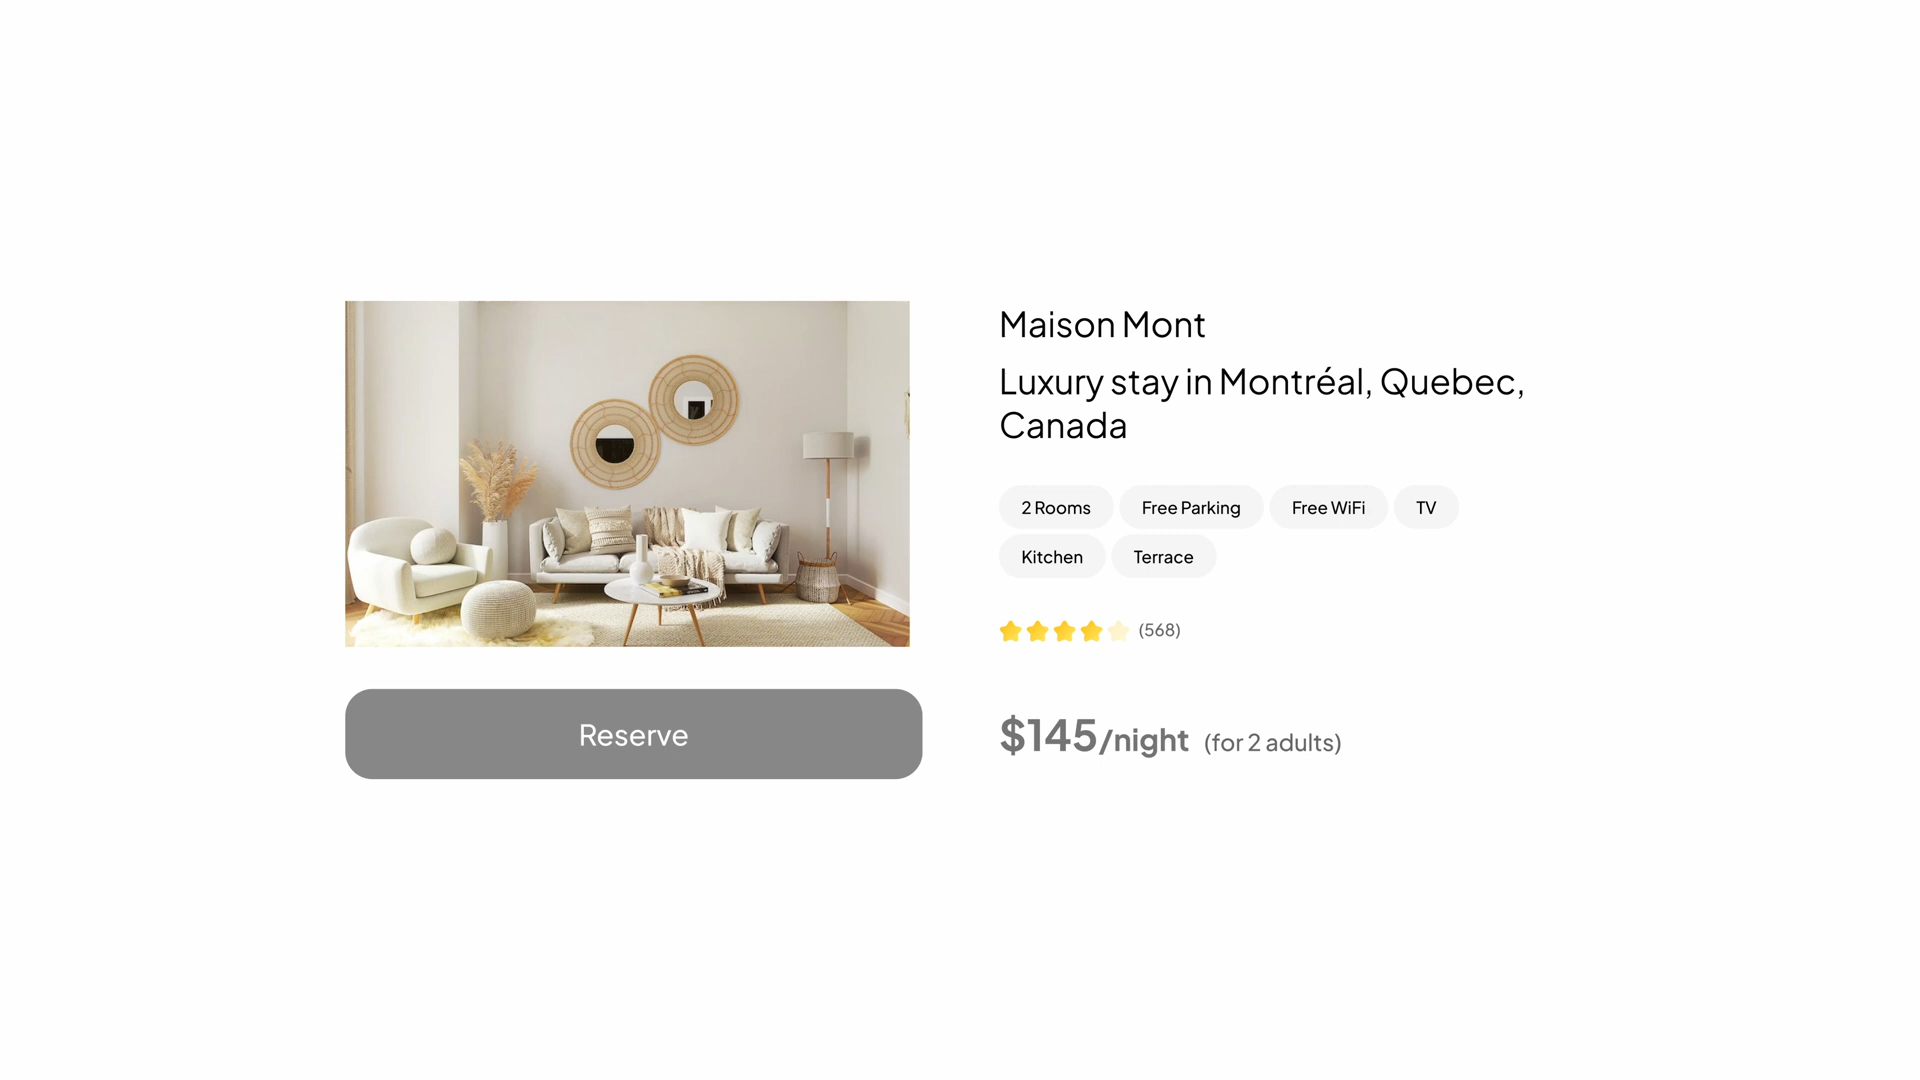 Maison Mont
Luxury stay in Montréal, Quebec,
Canada
2 Rooms
Free Parking
Free WiFi
TV
Kitchen
Terrace
(568)
Reserve
$145/night (for 2 adults)